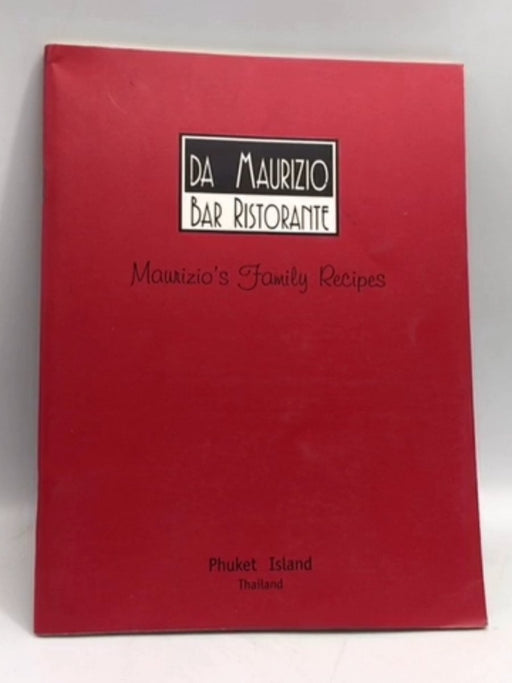 DA MAURIZIO
BAR RISTORANTE
Maurizio's Family Recipes
Phuket Island
Thailand